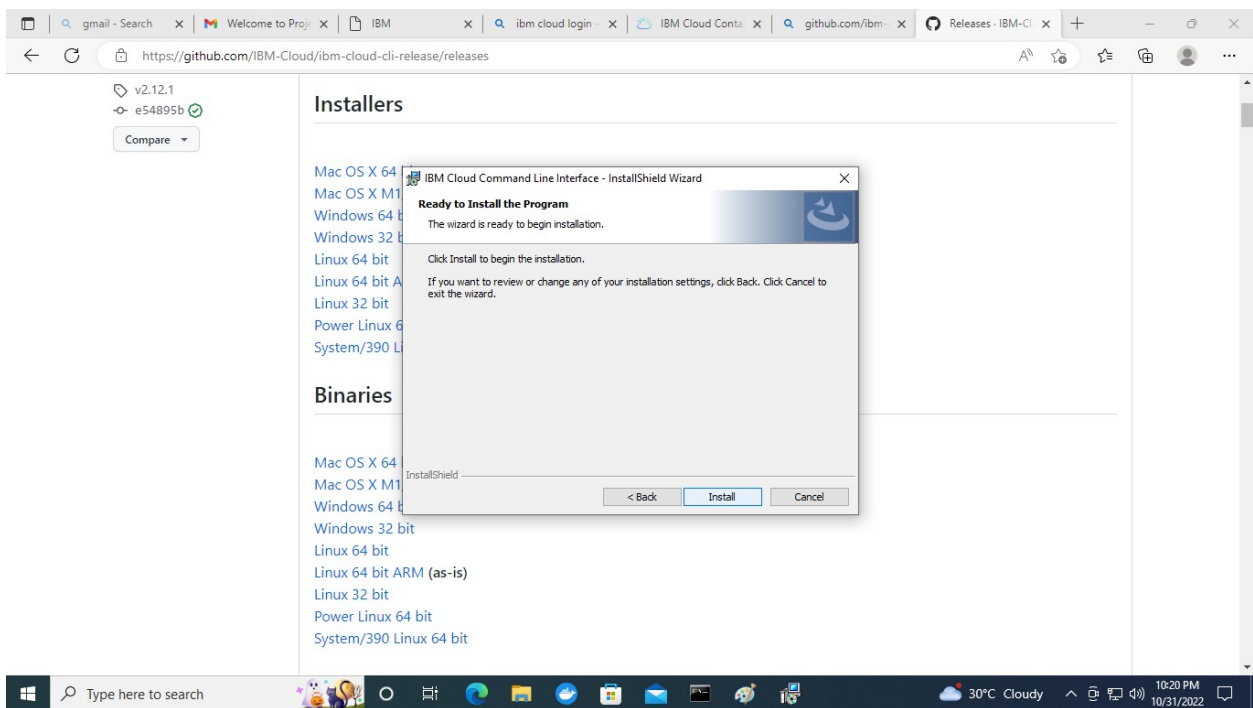 gmail - Search
Welcome to Proj
IBM
ibm cloud login -
IBM Cloud Conta
github.com/ibm-
Releases · IBM-Cl
https://github.com/IBM-Cloud/ibm-cloud-cli-release/releases
v2.12.1
e54895b
Compare
Installers
Mac OS X 64
Mac OS X M1
Windows 64 b
Windows 32 b
Linux 64 bit
Linux 64 bit A
Linux 32 bit
Power Linux 6
System/390 Li
IBM Cloud Command Line Interface - InstallShield Wizard
Ready to Install the Program
The wizard is ready to begin installation.
Click Install to begin the installation.
If you want to review or change any of your installation settings, click Back. Click Cancel to
exit the wizard.
InstallShield
< Back
Install
Cancel
Binaries
Mac OS X 64
Mac OS X M1
Windows 64 b
Windows 32 bit
Linux 64 bit
Linux 64 bit ARM (as-is)
Linux 32 bit
Power Linux 64 bit
System/390 Linux 64 bit
Type here to search
30°C Cloudy
10:20 PM
10/31/2022